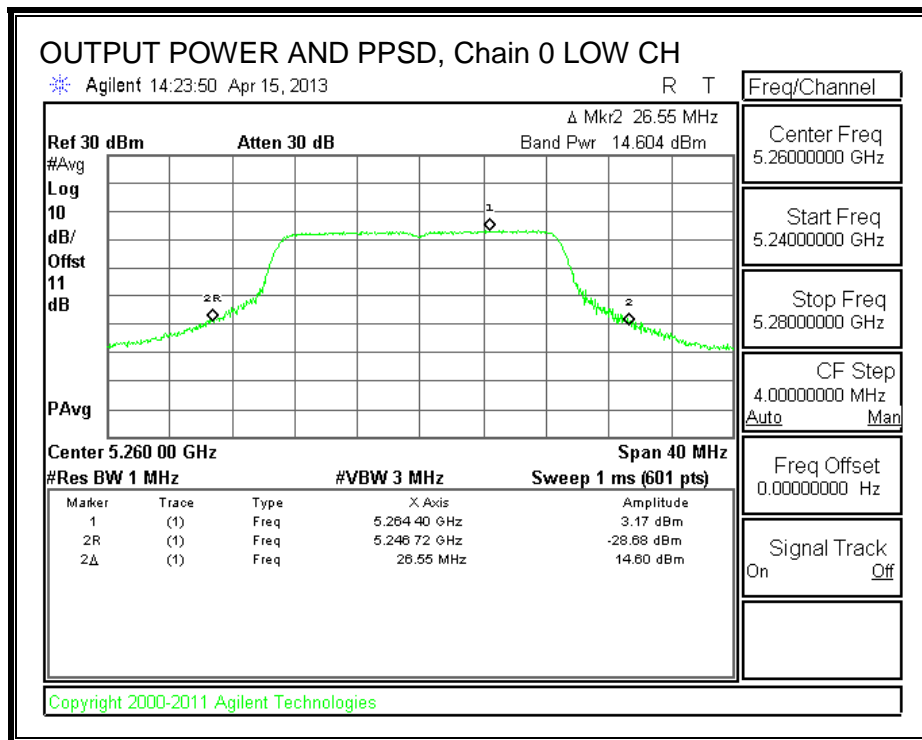 OUTPUT POWER AND PPSD, Chain 0 LOW CH
Agilent 14:23:50 Apr 15, 2013 R T
Δ Mkr2 26.55 MHz
Ref 30 dBm Atten 30 dB Band Pwr 14.604 dBm
#Avg
Log
10
dB/
Offst
11
dB
PAvg
1
2R
2
Center 5.260 00 GHz Span 40 MHz
#Res BW 1 MHz #VBW 3 MHz Sweep 1 ms (601 pts)
Marker Trace Type X Axis Amplitude
1 (1) Freq 5.264 40 GHz 3.17 dBm
2R (1) Freq 5.246 72 GHz -28.68 dBm
2Δ (1) Freq 26.55 MHz 14.60 dBm
Freq/Channel
Center Freq
5.26000000 GHz
Start Freq
5.24000000 GHz
Stop Freq
5.28000000 GHz
CF Step
4.00000000 MHz
Auto Man
Freq Offset
0.00000000 Hz
Signal Track
On Off
Copyright 2000-2011 Agilent Technologies